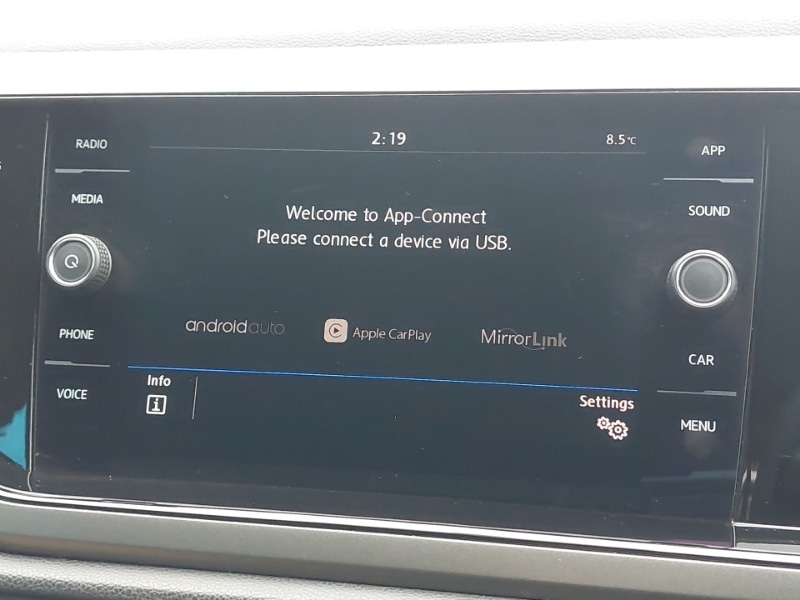 RADIO
2:19
8.5°C
APP
MEDIA
SOUND
Welcome to App-Connect
Please connect a device via USB.
androidauto
Apple CarPlay
MirrorLink
PHONE
CAR
VOICE
Info
i
Settings
MENU